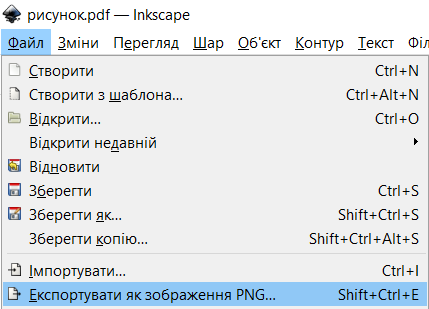 рисунок.pdf — Inkscape
Файл Зміни Перегляд Шар Об'єкт Контур Текст Філ
Створити Ctrl+N
Створити з шаблона... Ctrl+Alt+N
Відкрити... Ctrl+O
Відкрити недавній
Відновити
Зберегти Ctrl+S
Зберегти як... Shift+Ctrl+S
Зберегти копію... Shift+Ctrl+Alt+S
Імпортувати... Ctrl+I
Експортувати як зображення PNG... Shift+Ctrl+E